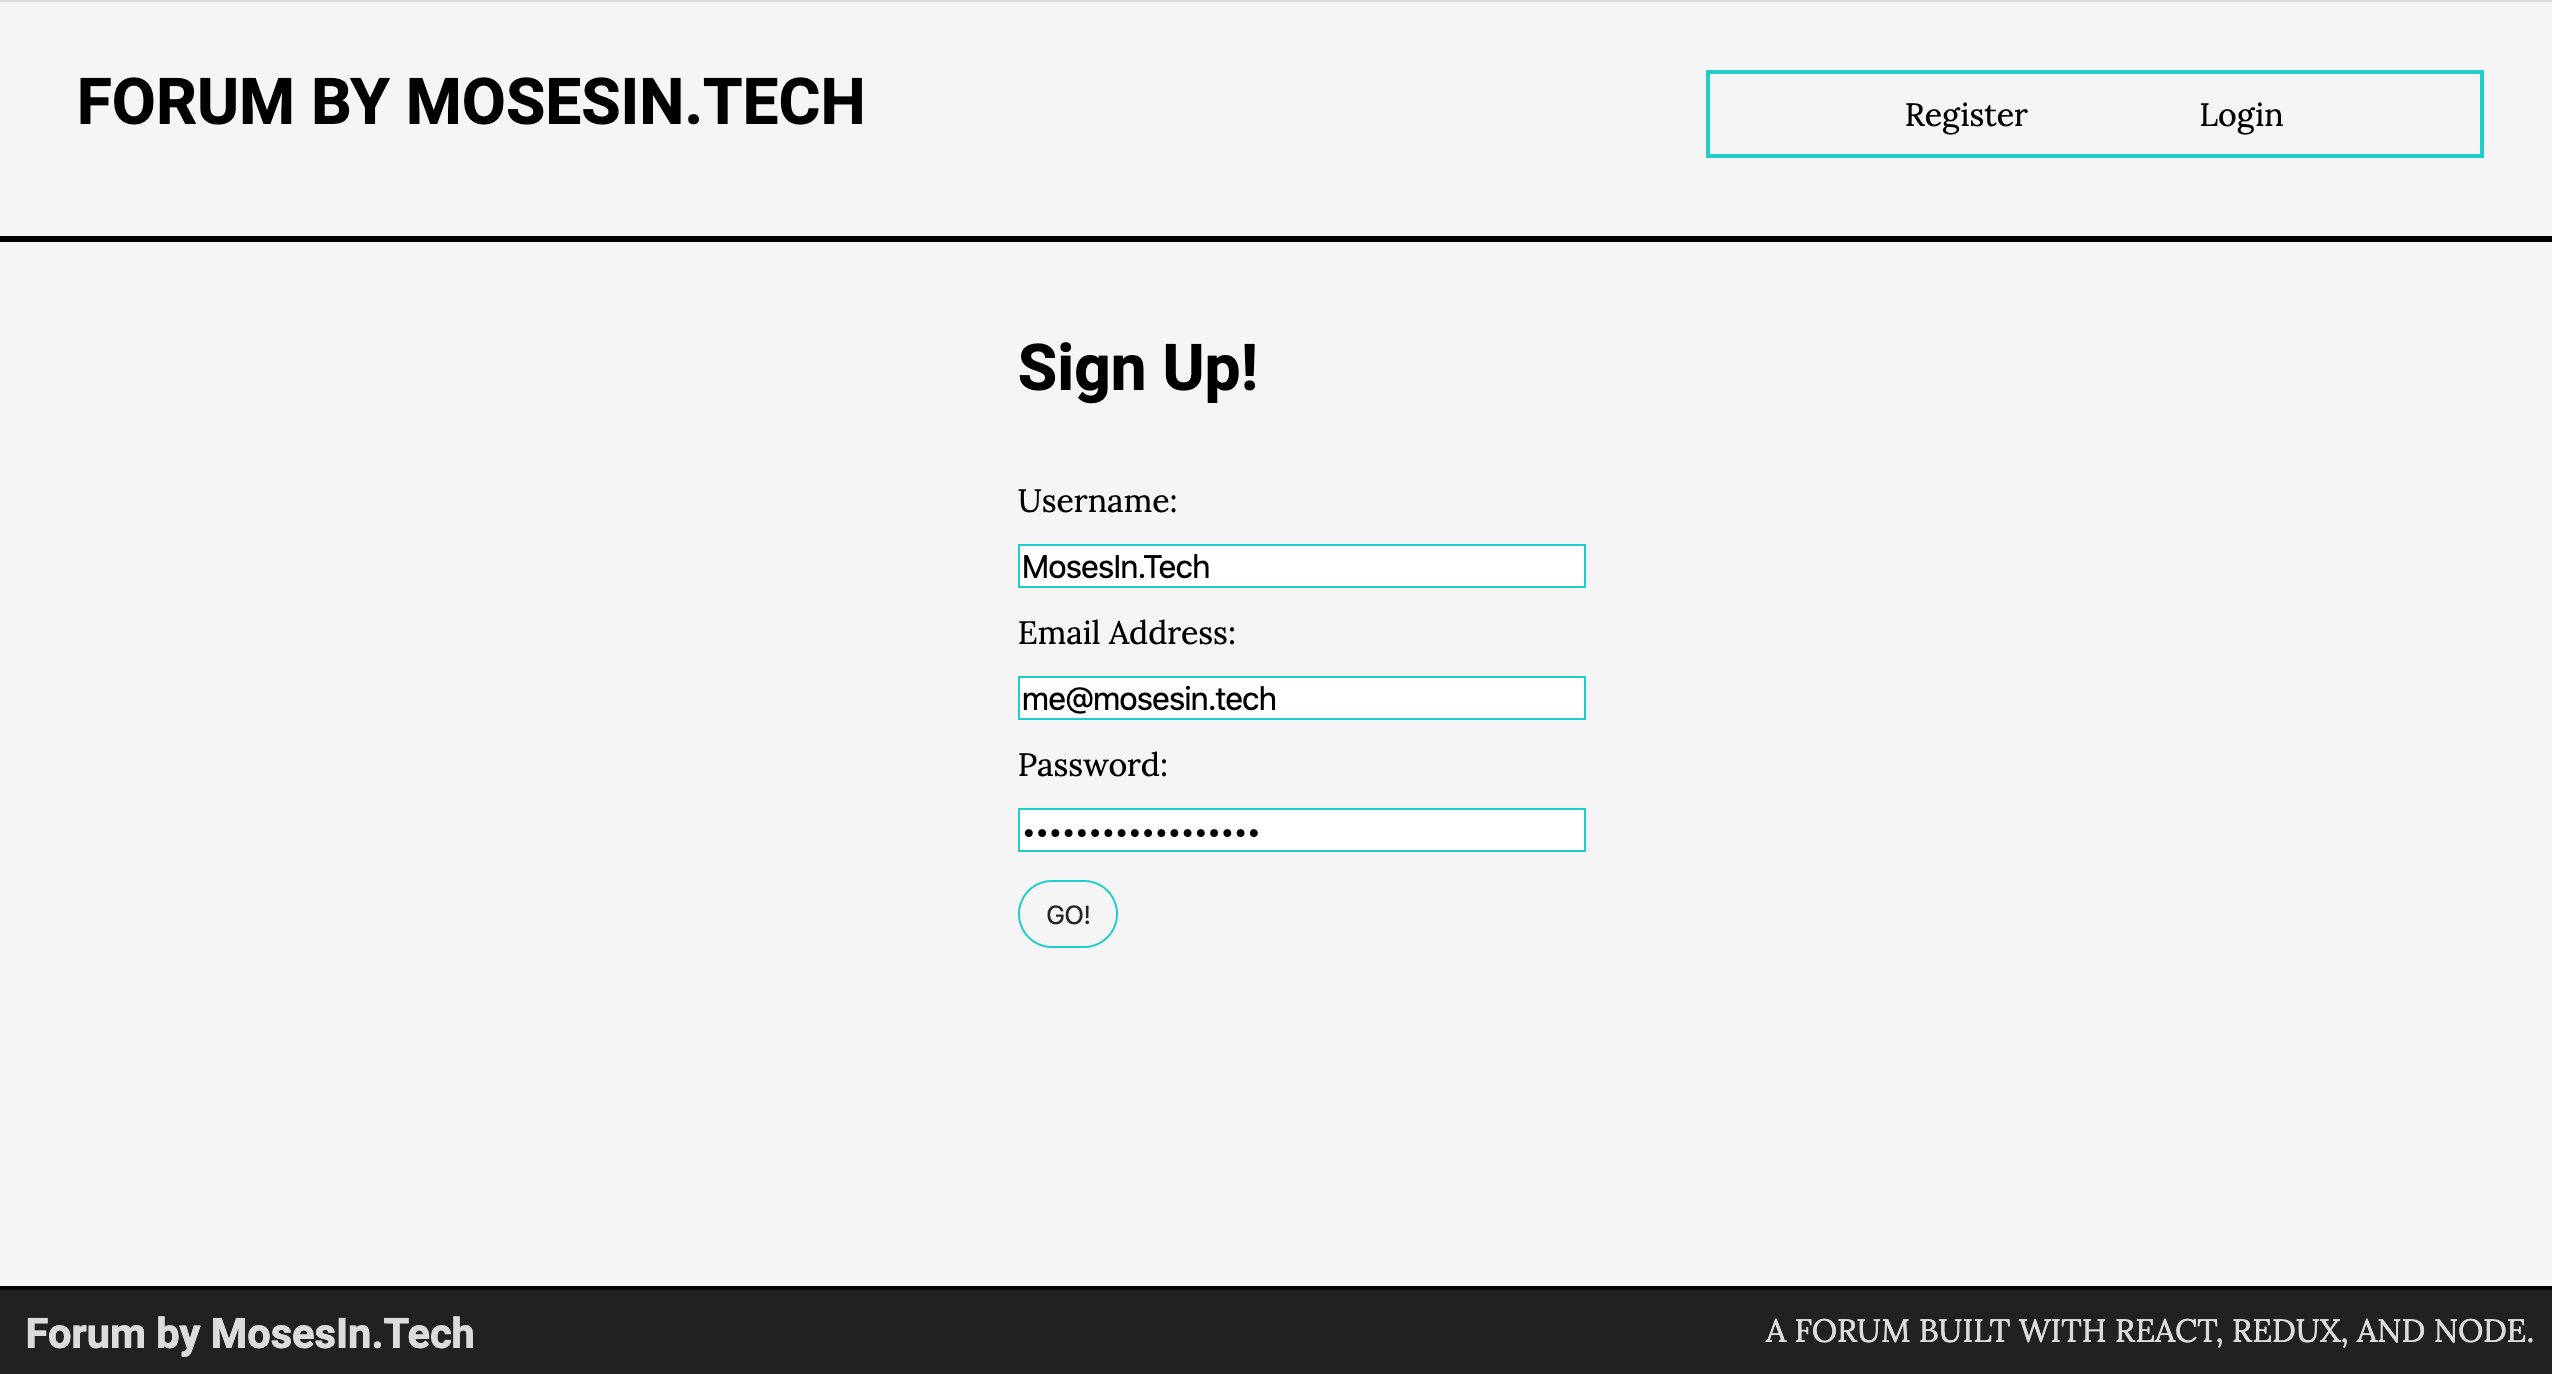 FORUM BY MOSESIN.TECH
Register Login
Sign Up!
Username:
MosesIn.Tech
Email Address:
me@mosesin.tech
Password:
••••••••••••••••••
GO!
Forum by MosesIn.Tech
A FORUM BUILT WITH REACT, REDUX, AND NODE.